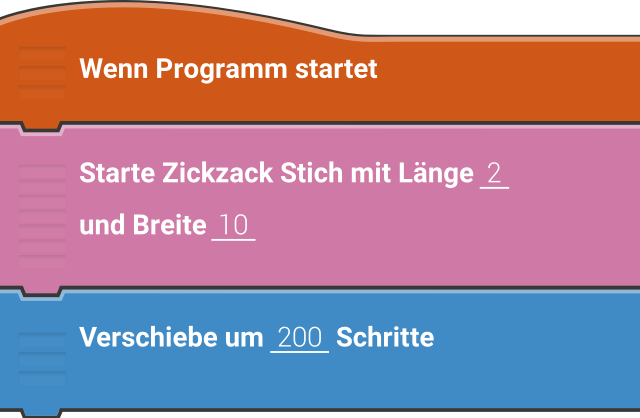 Wenn Programm startet
Starte Zickzack Stich mit Länge 2
und Breite 10
Verschiebe um 200 Schritte